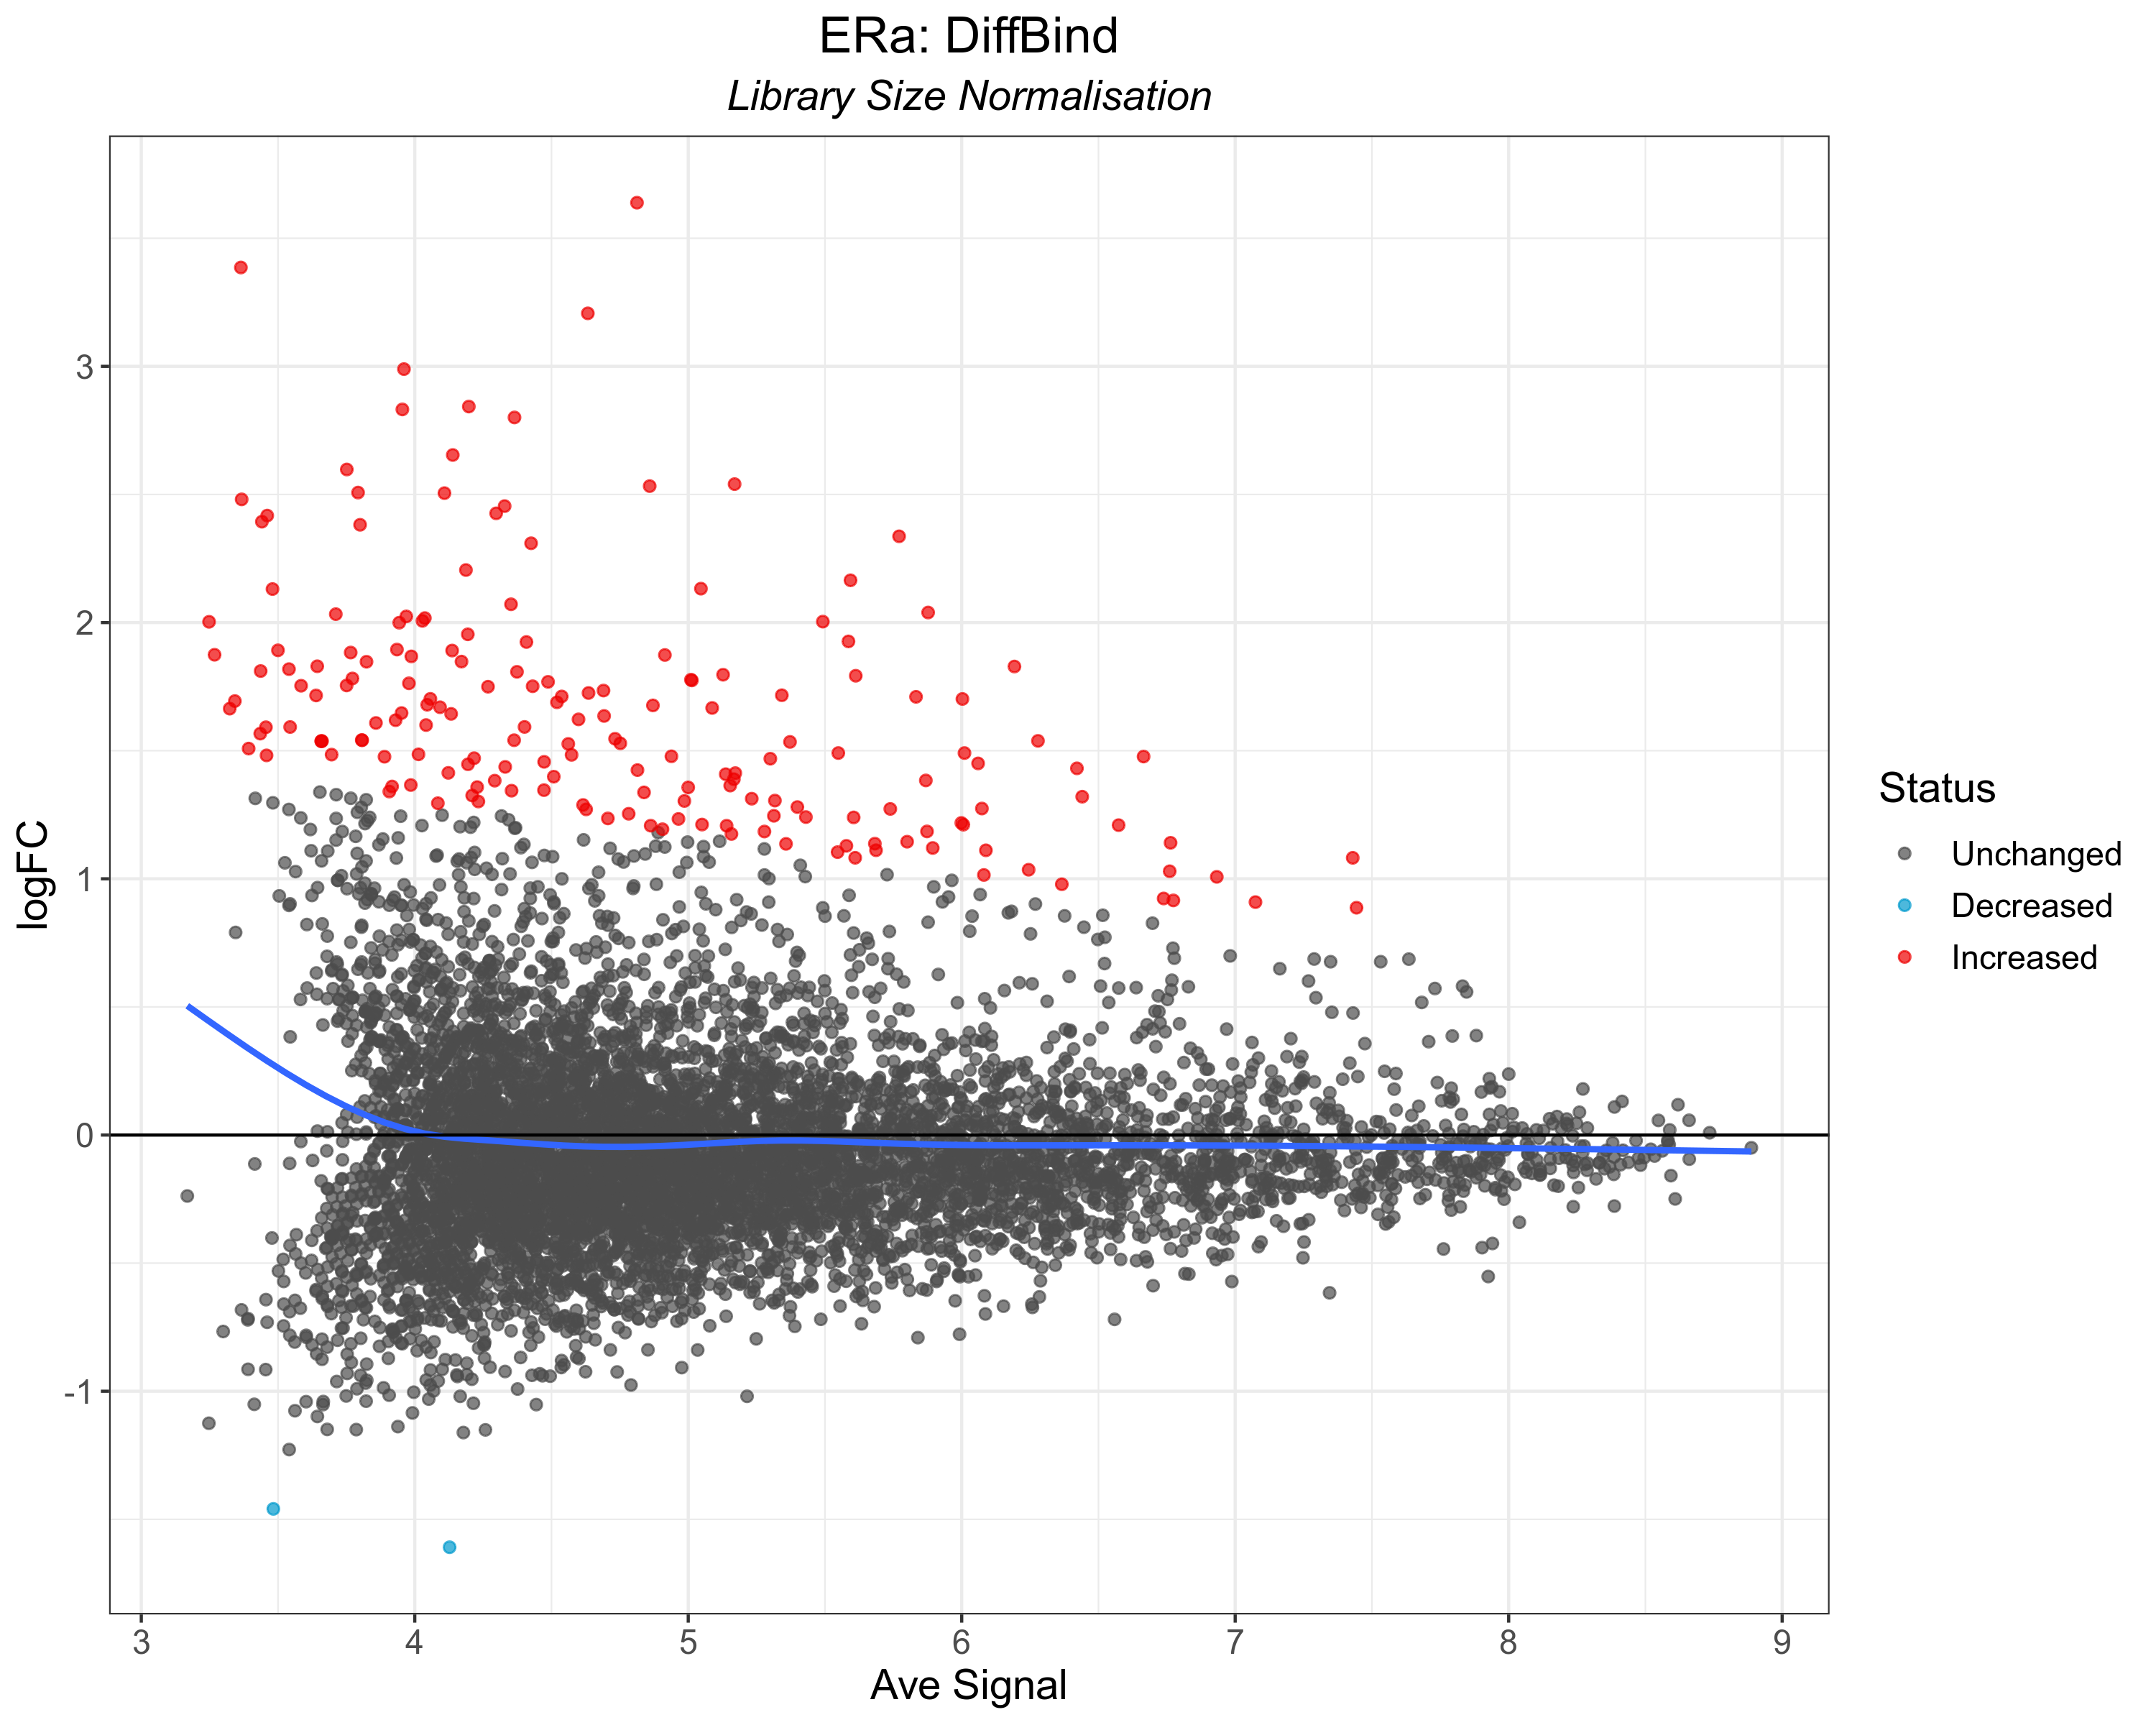 ERa: DiffBind
Library Size Normalisation
logFC
3
2
1
0
-1
3 4 5 6 7 8 9
Ave Signal
Status
Unchanged
Decreased
Increased